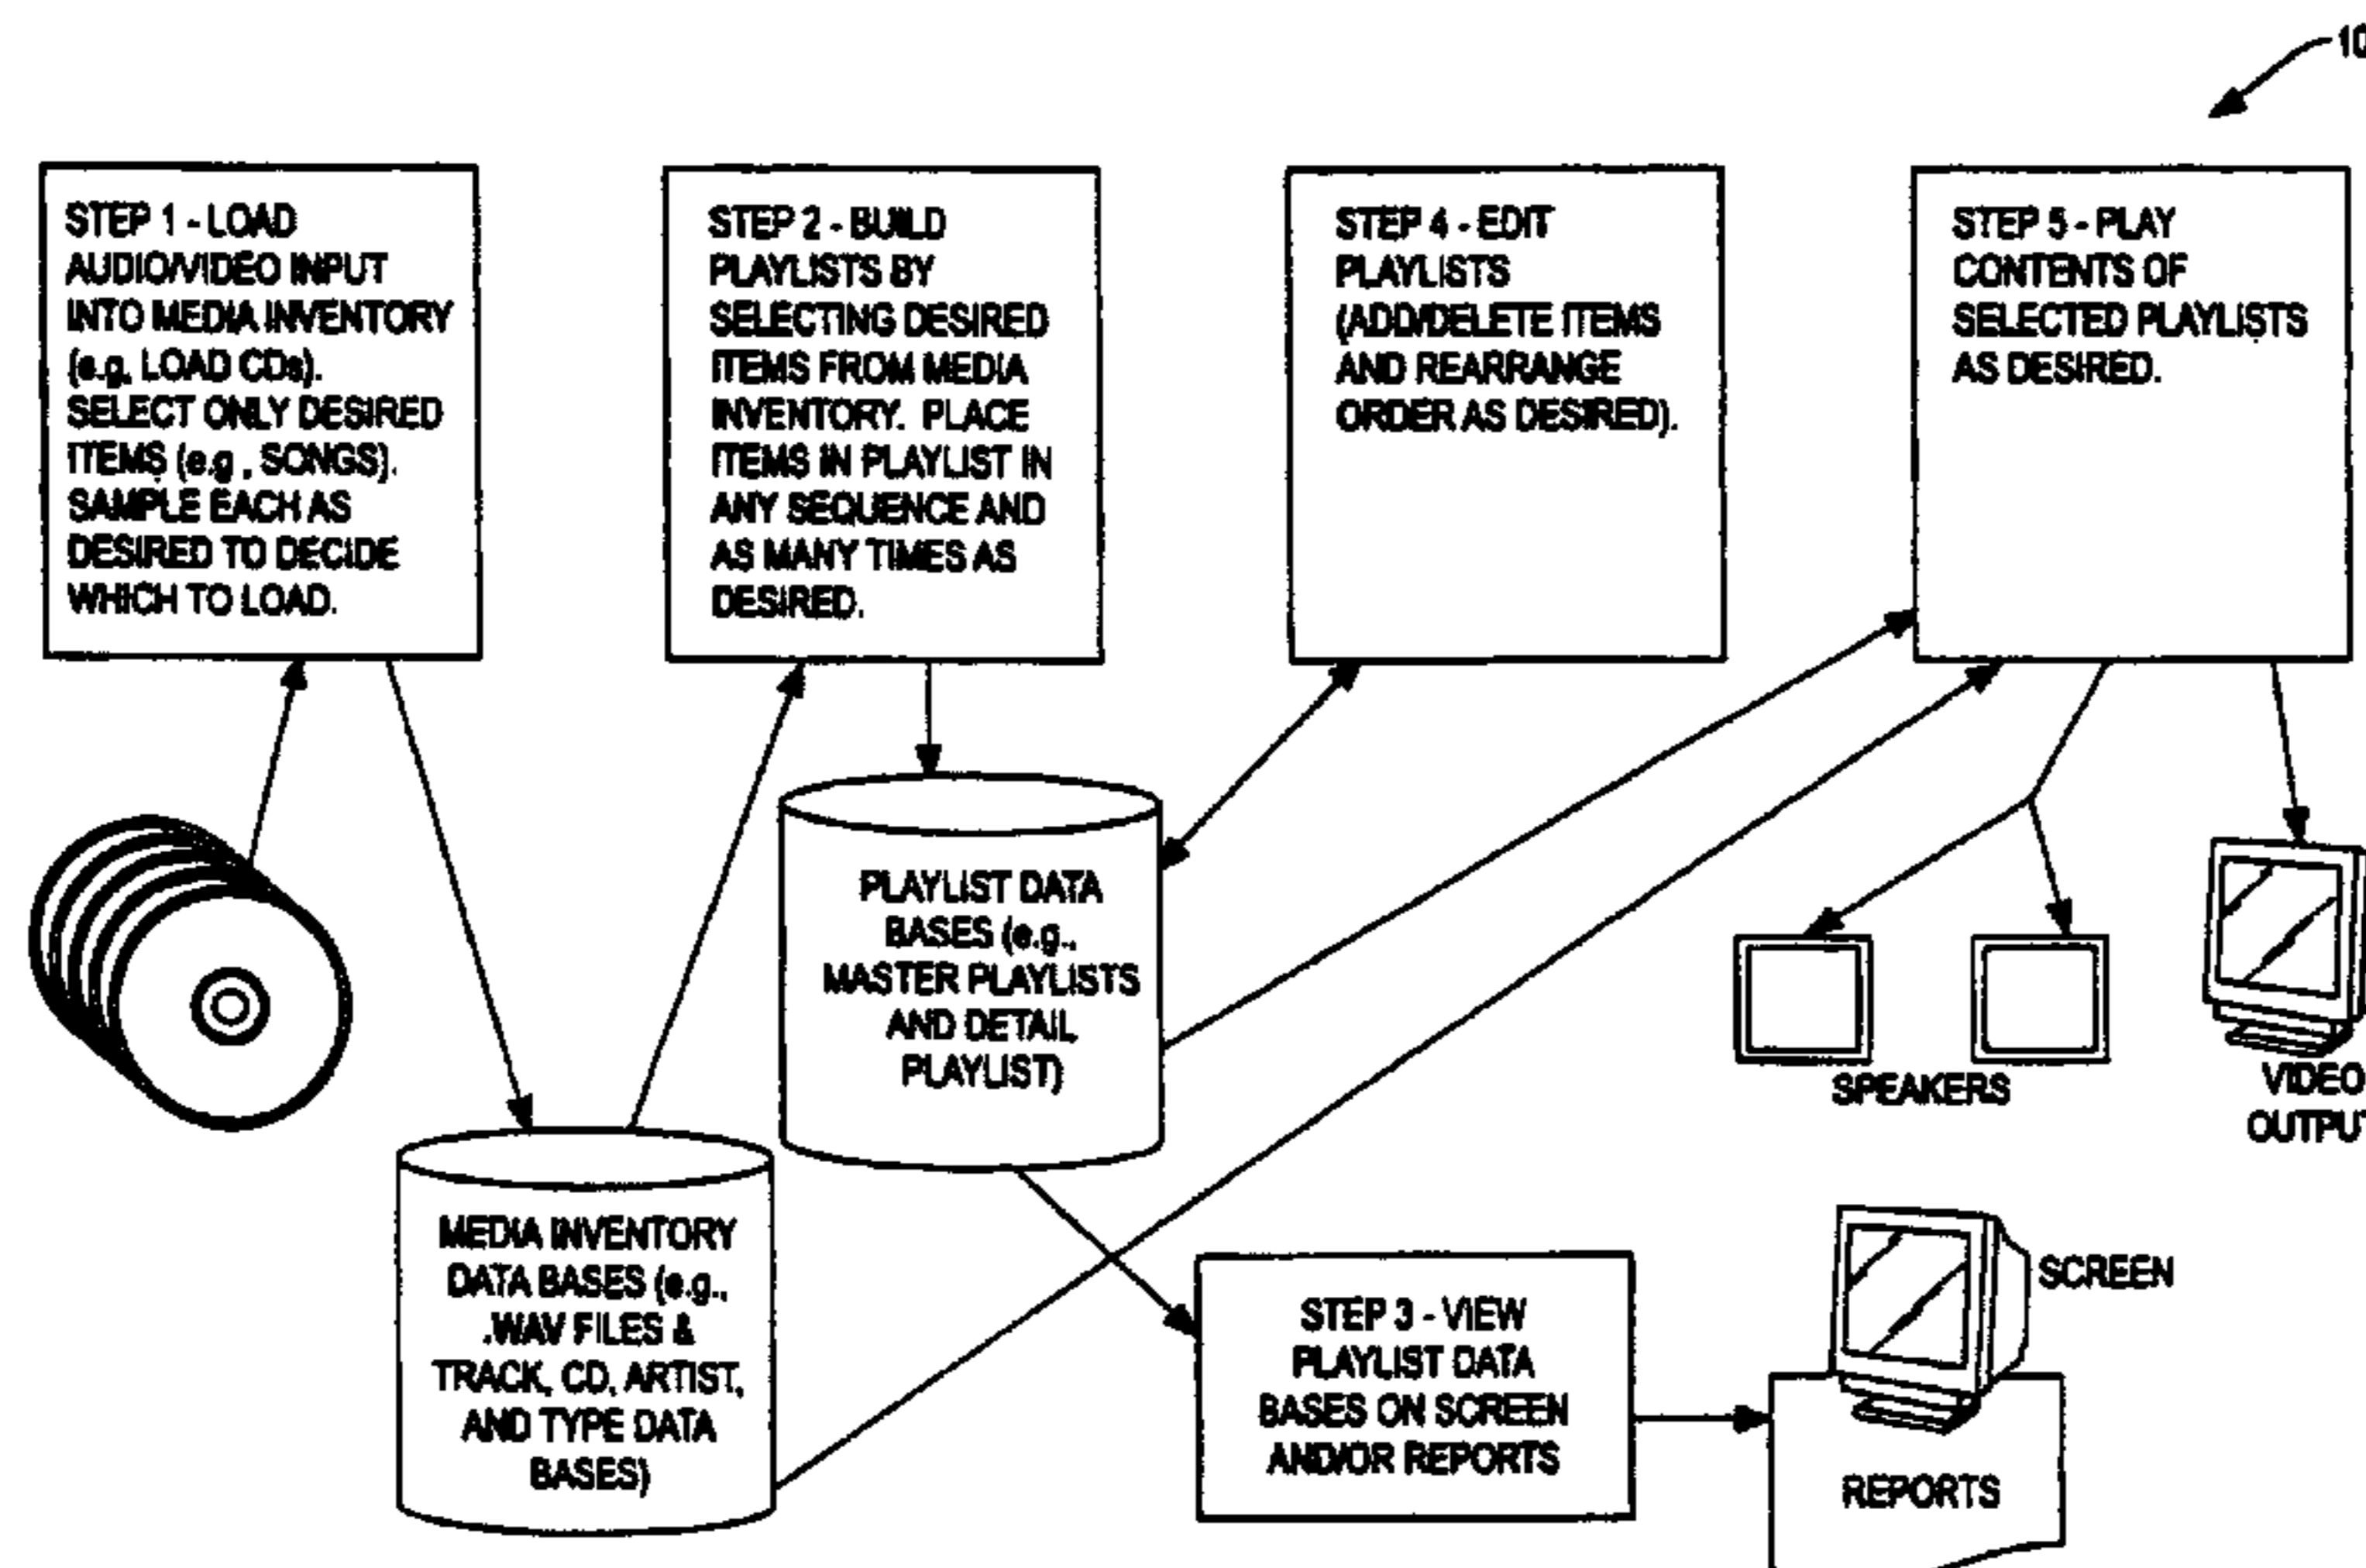 10
STEP 1 - LOAD
AUDIO/VIDEO INPUT
INTO MEDIA INVENTORY
(e.g, LOAD CDs).
SELECT ONLY DESIRED
ITEMS (e.g , SONGS).
SAMPLE EACH AS
DESIRED TO DECIDE
WHICH TO LOAD.
STEP 2 - BUILD
PLAYLISTS BY
SELECTING DESIRED
ITEMS FROM MEDIA
INVENTORY. PLACE
ITEMS IN PLAYLIST IN
ANY SEQUENCE AND
AS MANY TIMES AS
DESIRED.
STEP 4 - EDIT
PLAYLISTS
(ADD/DELETE ITEMS
AND REARRANGE
ORDER AS DESIRED).
STEP 5 - PLAY
CONTENTS OF
SELECTED PLAYLISTS
AS DESIRED.
PLAYLIST DATA
BASES (e.g.,
MASTER PLAYLISTS
AND DETAIL
PLAYLIST)
SPEAKERS
VIDEO
OUTPUT
MEDIA INVENTORY
DATA BASES (e.g.,
.WAV FILES &
TRACK, CD, ARTIST,
AND TYPE DATA
BASES)
STEP 3 - VIEW
PLAYLIST DATA
BASES ON SCREEN
AND/OR REPORTS
SCREEN
REPORTS